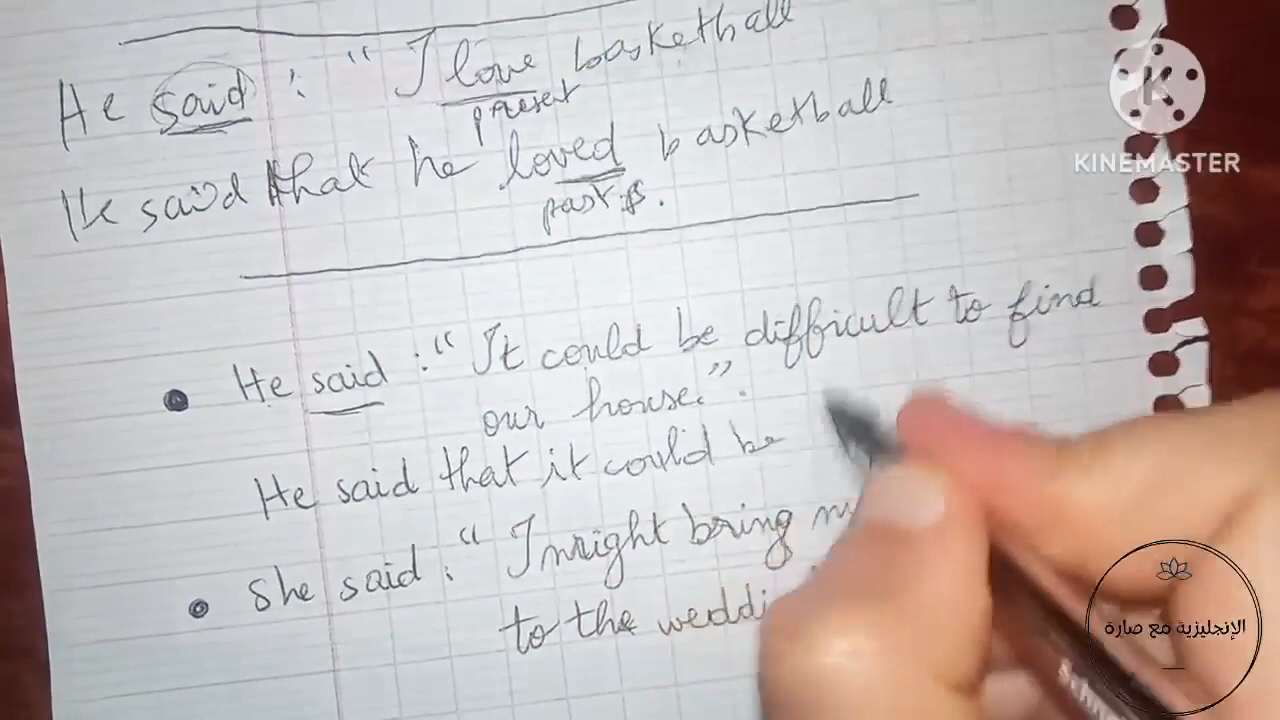 He said : " I love basketball
present
He said that he loved basketball
past s.
He said : " It could be difficult to find
our house." .
He said that it could be
She said : " I might bring
to the
KINEMASTER
الإنجليزية مع صارة